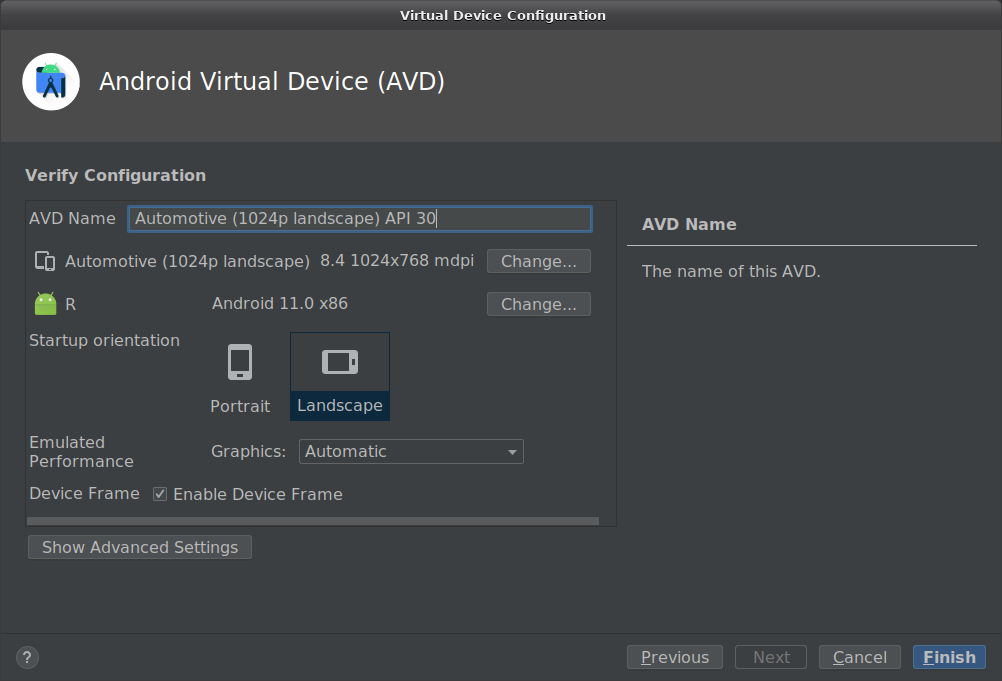 Virtual Device Configuration
Android Virtual Device (AVD)
Verify Configuration
AVD Name Automotive (1024p landscape) API 30
Automotive (1024p landscape) 8.4 1024x768 mdpi Change...
R Android 11.0 x86 Change...
Startup orientation
Portrait Landscape
Emulated
Performance
Graphics: Automatic
Device Frame Enable Device Frame
Show Advanced Settings
AVD Name
The name of this AVD.
? Previous Next Cancel Finish